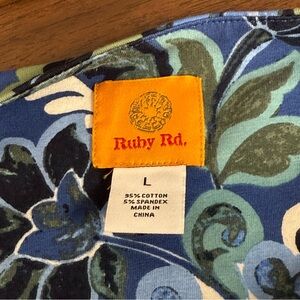 Ruby Rd.
L
95% COTTON
5% SPANDEX
MADE IN
CHINA